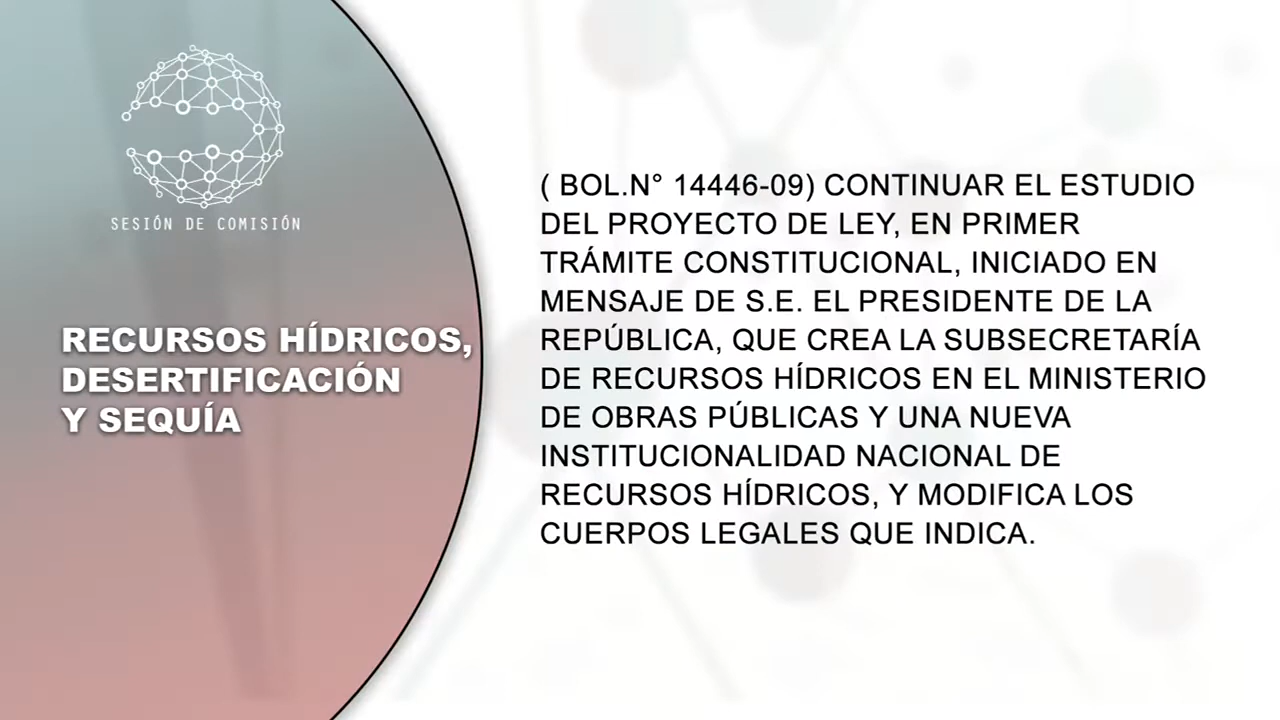 SESIÓN DE COMISIÓN
RECURSOS HÍDRICOS,
DESERTIFICACIÓN
Y SEQUÍA
( BOL.N° 14446-09) CONTINUAR EL ESTUDIO
DEL PROYECTO DE LEY, EN PRIMER
TRÁMITE CONSTITUCIONAL, INICIADO EN
MENSAJE DE S.E. EL PRESIDENTE DE LA
REPÚBLICA, QUE CREA LA SUBSECRETARÍA
DE RECURSOS HÍDRICOS EN EL MINISTERIO
DE OBRAS PÚBLICAS Y UNA NUEVA
INSTITUCIONALIDAD NACIONAL DE
RECURSOS HÍDRICOS, Y MODIFICA LOS
CUERPOS LEGALES QUE INDICA.